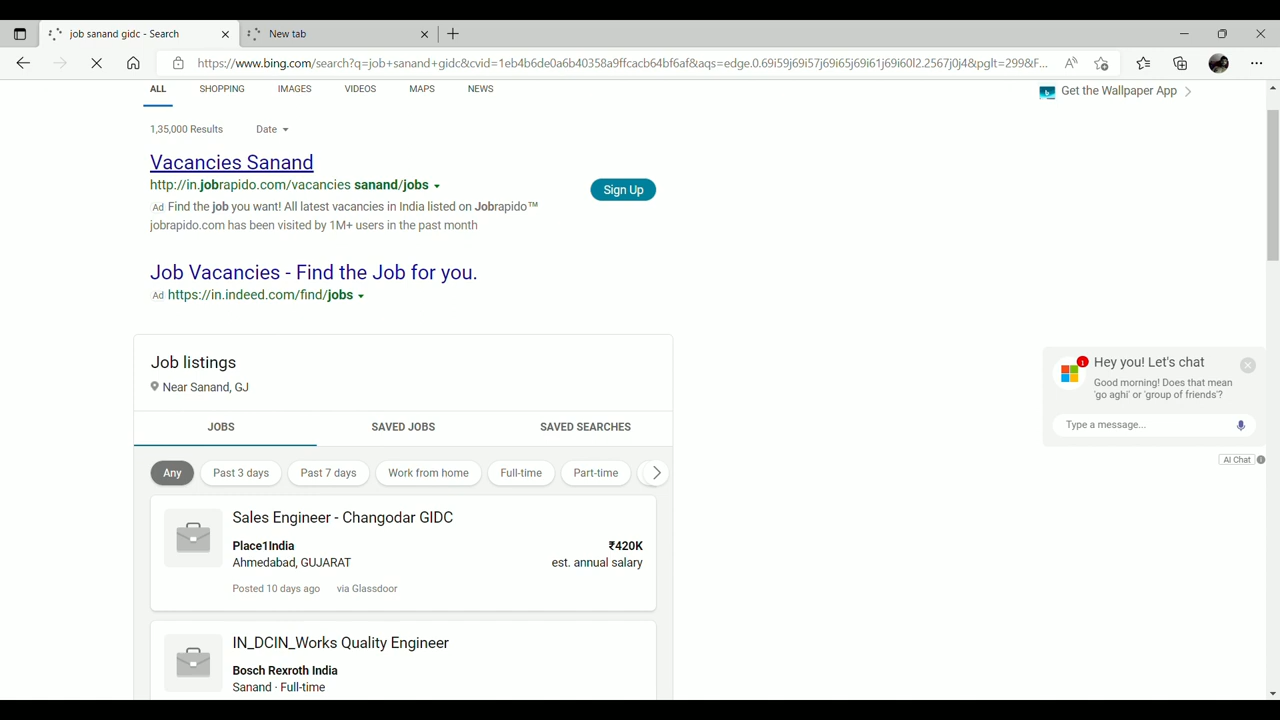 job sanand gidc - Search
New tab
https://www.bing.com/search?q=job+sanand+gidc&cvid=1eb4b6de0a6b40358a9ffcacb64bf6af&aqs=edge.0.69i59j69i57j69i65j69i61j69i60l2.2567j0j4&pglt=299&F...
ALL SHOPPING IMAGES VIDEOS MAPS NEWS
Get the Wallpaper App
1,35,000 Results Date
Vacancies Sanand
http://in.jobrapido.com/vacancies sanand/jobs
Sign Up
Ad Find the job you want! All latest vacancies in India listed on Jobrapido™
jobrapido.com has been visited by 1M+ users in the past month
Job Vacancies - Find the Job for you.
Ad https://in.indeed.com/find/jobs
Job listings
Near Sanand, GJ
JOBS SAVED JOBS SAVED SEARCHES
Any Past 3 days Past 7 days Work from home Full-time Part-time
Sales Engineer - Changodar GIDC
Place1India ₹420K
Ahmedabad, GUJARAT est. annual salary
Posted 10 days ago via Glassdoor
IN_DCIN_Works Quality Engineer
Bosch Rexroth India
Sanand · Full-time
1
Hey you! Let's chat
Good morning! Does that mean
'go aghi' or 'group of friends'?
Type a message...
AI Chat